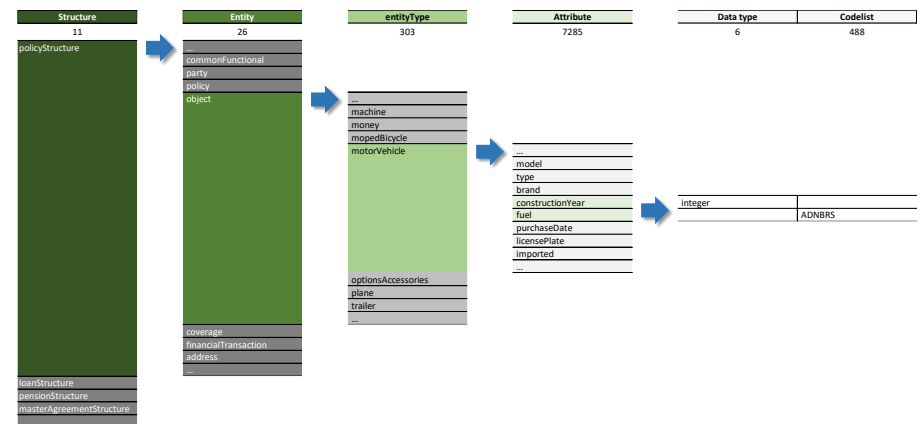 Structure Entity entityType Attribute Data type Codelist
11 26 303 7285 6 488
policyStructure
...
commonFunctional
party
policy
object
...
machine
money
mopedBicycle
motorVehicle
...
model
type
brand
constructionYear integer
fuel ADNBRS
purchaseDate
licensePlate
imported
...
optionsAccessories
plane
trailer
...
coverage
financialTransaction
address
...
loanStructure
pensionStructure
masterAgreementStructure